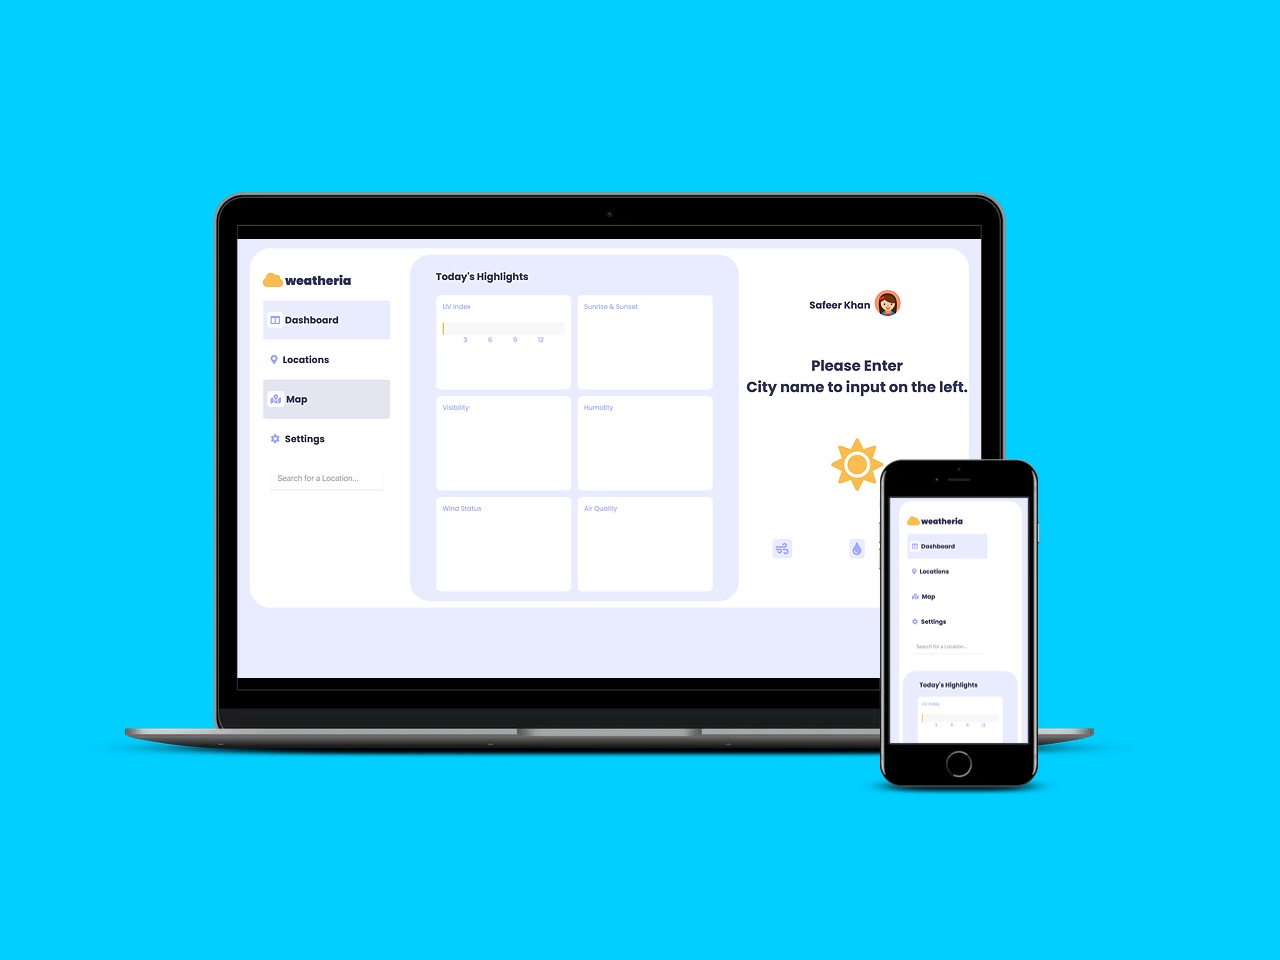 weatheria
Dashboard
Locations
Map
Settings
Search for a Location...
Today's Highlights
UV Index
3 6 9 12
Sunrise & Sunset
Visibility
Humidity
Wind Status
Air Quality
Safeer Khan
Please Enter
City name to input on the left.
weatheria
Dashboard
Locations
Map
Settings
Search for a Location...
Today's Highlights
UV Index
3 6 9 12